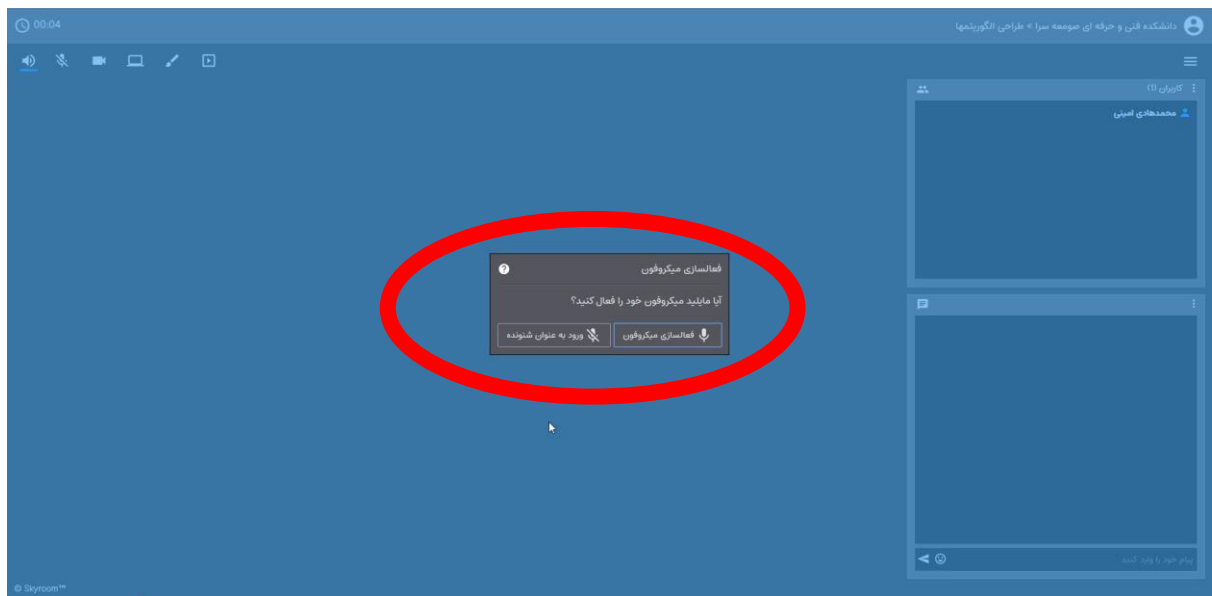 00:04
دانشکده فنی و حرفه ای صومعه سرا > طراحی الگوریتمها
کاربران (1)
محمدهادی امینی
فعالسازی میکروفون
آیا مایلید میکروفون خود را فعال کنید؟
فعالسازی میکروفون
ورود به عنوان شنونده
پیام خود را وارد کنید
© Skyroom™